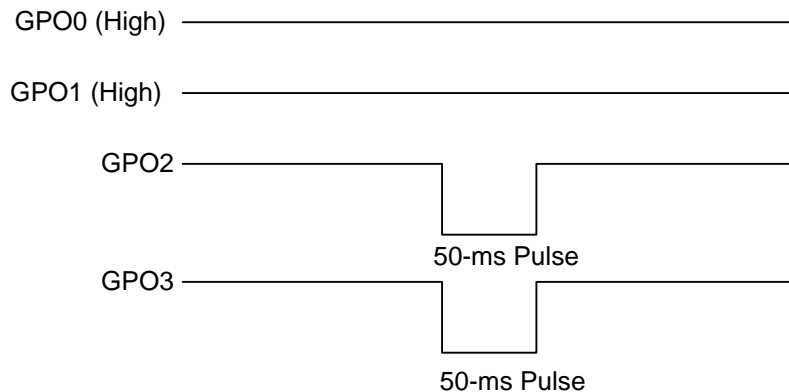 GPO0 (High)
GPO1 (High)
GPO2
50-ms Pulse
GPO3
50-ms Pulse